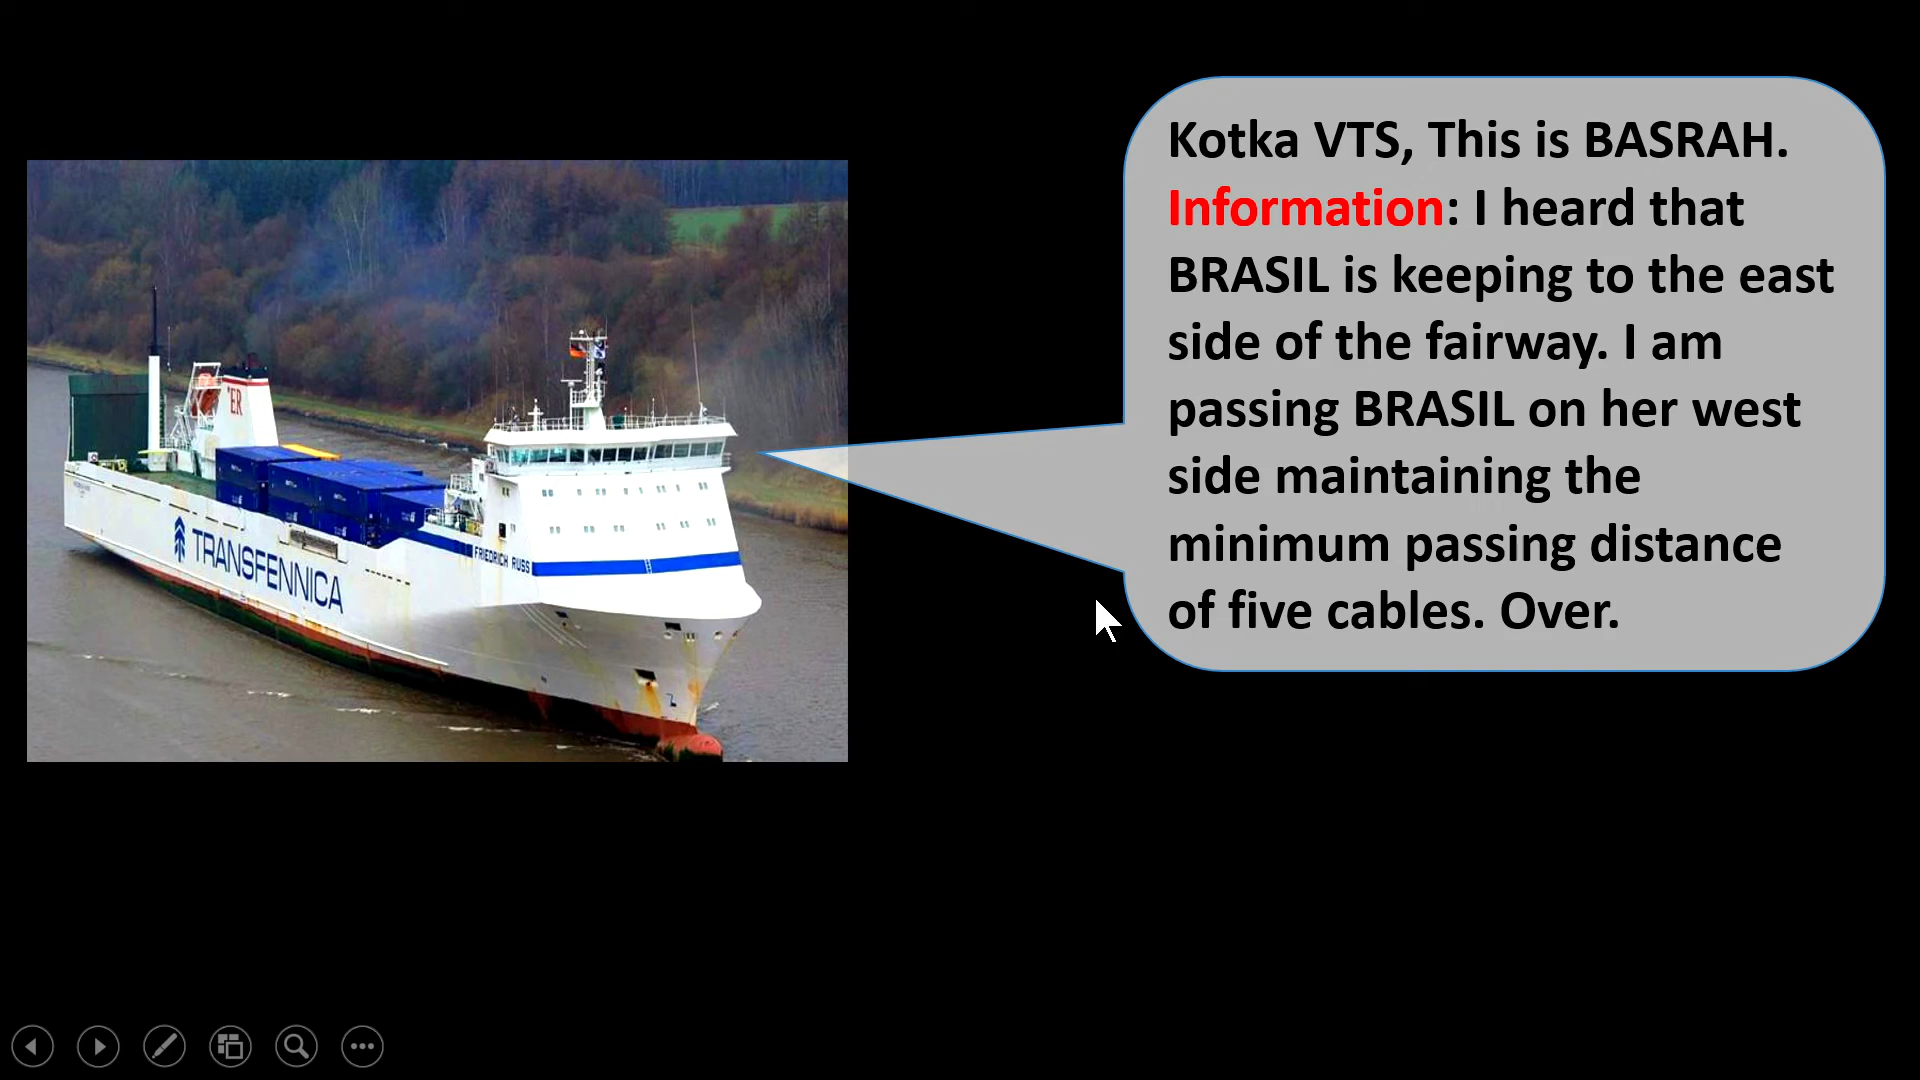 Kotka VTS, This is BASRAH.
Information: I heard that
BRASIL is keeping to the east
side of the fairway. I am
passing BRASIL on her west
side maintaining the
minimum passing distance
of five cables. Over.
ER
TRANSFENNICA
FRIEDRICH RUSS